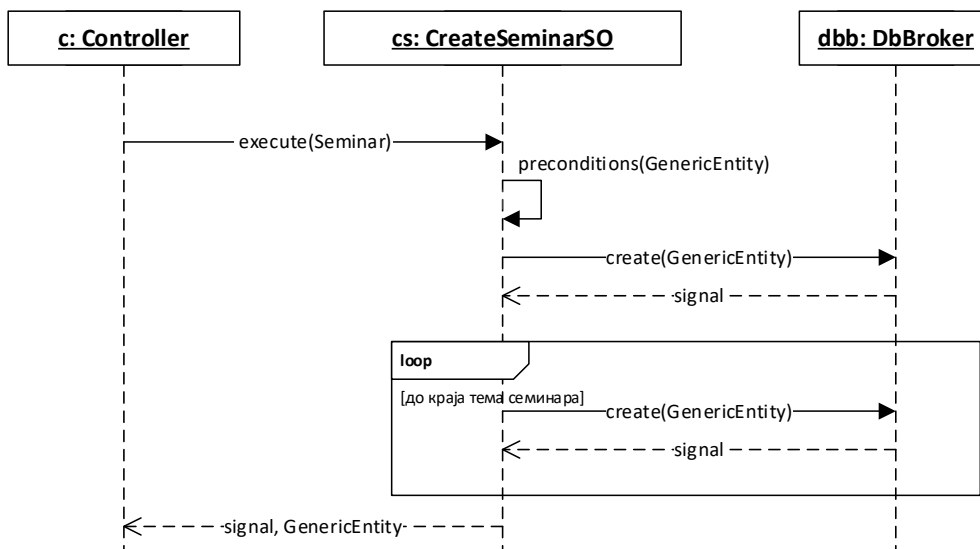 c: Controller
cs: CreateSeminarSO
dbb: DbBroker
execute(Seminar)
preconditions(GenericEntity)
create(GenericEntity)
signal
loop
[до краја тема семинара]
create(GenericEntity)
signal
signal, GenericEntity